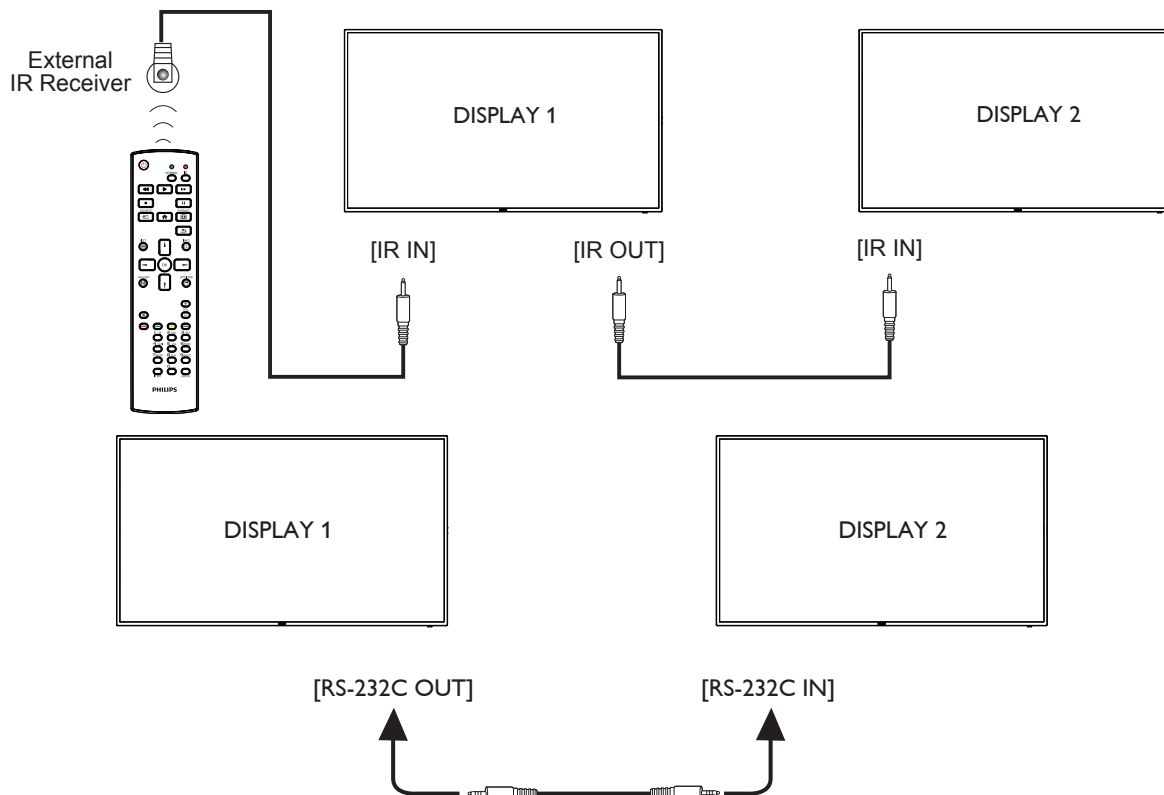 External
IR Receiver
DISPLAY 1
DISPLAY 2
[IR IN]
[IR OUT]
[IR IN]
OK
PHILIPS
DISPLAY 1
DISPLAY 2
[RS-232C OUT]
[RS-232C IN]